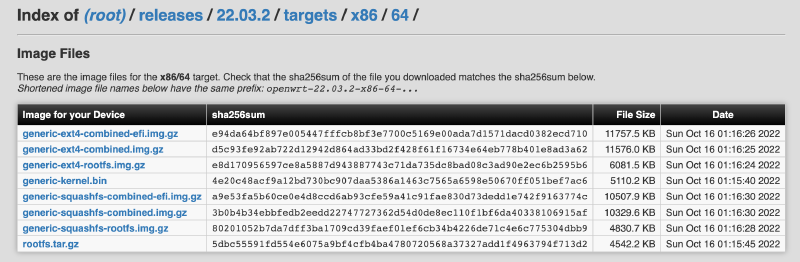 Index of (root) / releases / 22.03.2 / targets / x86 / 64 /
Image Files
These are the image files for the x86/64 target. Check that the sha256sum of the file you downloaded matches the sha256sum below.
Shortened image file names below have the same prefix: openwrt-22.03.2-x86-64-...
Image for your Device sha256sum File Size Date
generic-ext4-combined-efi.img.gz e94da64bf897e005447fffcb8bf3e7700c5169e00ada7d1571dacd0382ecd710 11757.5 KB Sun Oct 16 01:16:26 2022
generic-ext4-combined.img.gz d5c93fe92ab722d12942d864ad33bd2f428f61f16734e64eb778b401e8ad3a62 11576.0 KB Sun Oct 16 01:16:25 2022
generic-ext4-rootfs.img.gz e8d170956597ce8a5887d943887743c71da735dc8bad08c3ad90e2ec6b2595b6 6081.5 KB Sun Oct 16 01:16:24 2022
generic-kernel.bin 4e20c48acf9a12bd730bc907daa5386a1463c7565a6598e50670ff051bef7ac6 5110.2 KB Sun Oct 16 01:15:40 2022
generic-squashfs-combined-efi.img.gz a9e53fa5b60ce0e4d8ccd6ab93cfe59a41c91fae830d73dedd1e742f9163774c 10507.9 KB Sun Oct 16 01:16:30 2022
generic-squashfs-combined.img.gz 3b0b4b34ebbfedb2eedd22747727362d54d0de8ec110f1bf6da40338106915af 10329.6 KB Sun Oct 16 01:16:30 2022
generic-squashfs-rootfs.img.gz 80201052b7da7dff3ba1709cd39faef01ef6cb34b4226de71c4e6c775304dbb9 4830.7 KB Sun Oct 16 01:16:28 2022
rootfs.tar.gz 5dbc55591fd554e6075a9bf4cfb4ba4780720568a37327add1f4963794f713d2 4542.2 KB Sun Oct 16 01:15:45 2022